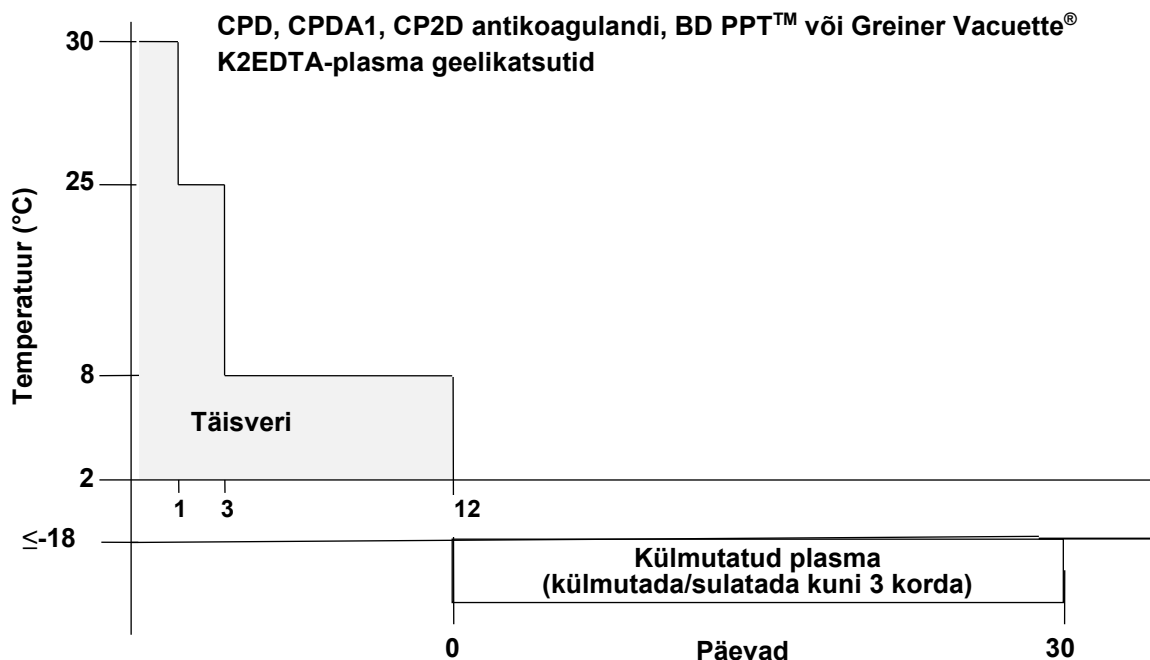 CPD, CPDA1, CP2D antikoagulandi, BD PPT™ või Greiner Vacuette®
K2EDTA-plasma geelikatsutid
Temperatuur (°C)
30
25
8
Täisveri
2
1 3 12
≤-18
Külmutatud plasma
(külmutada/sulatada kuni 3 korda)
0 Päevad 30